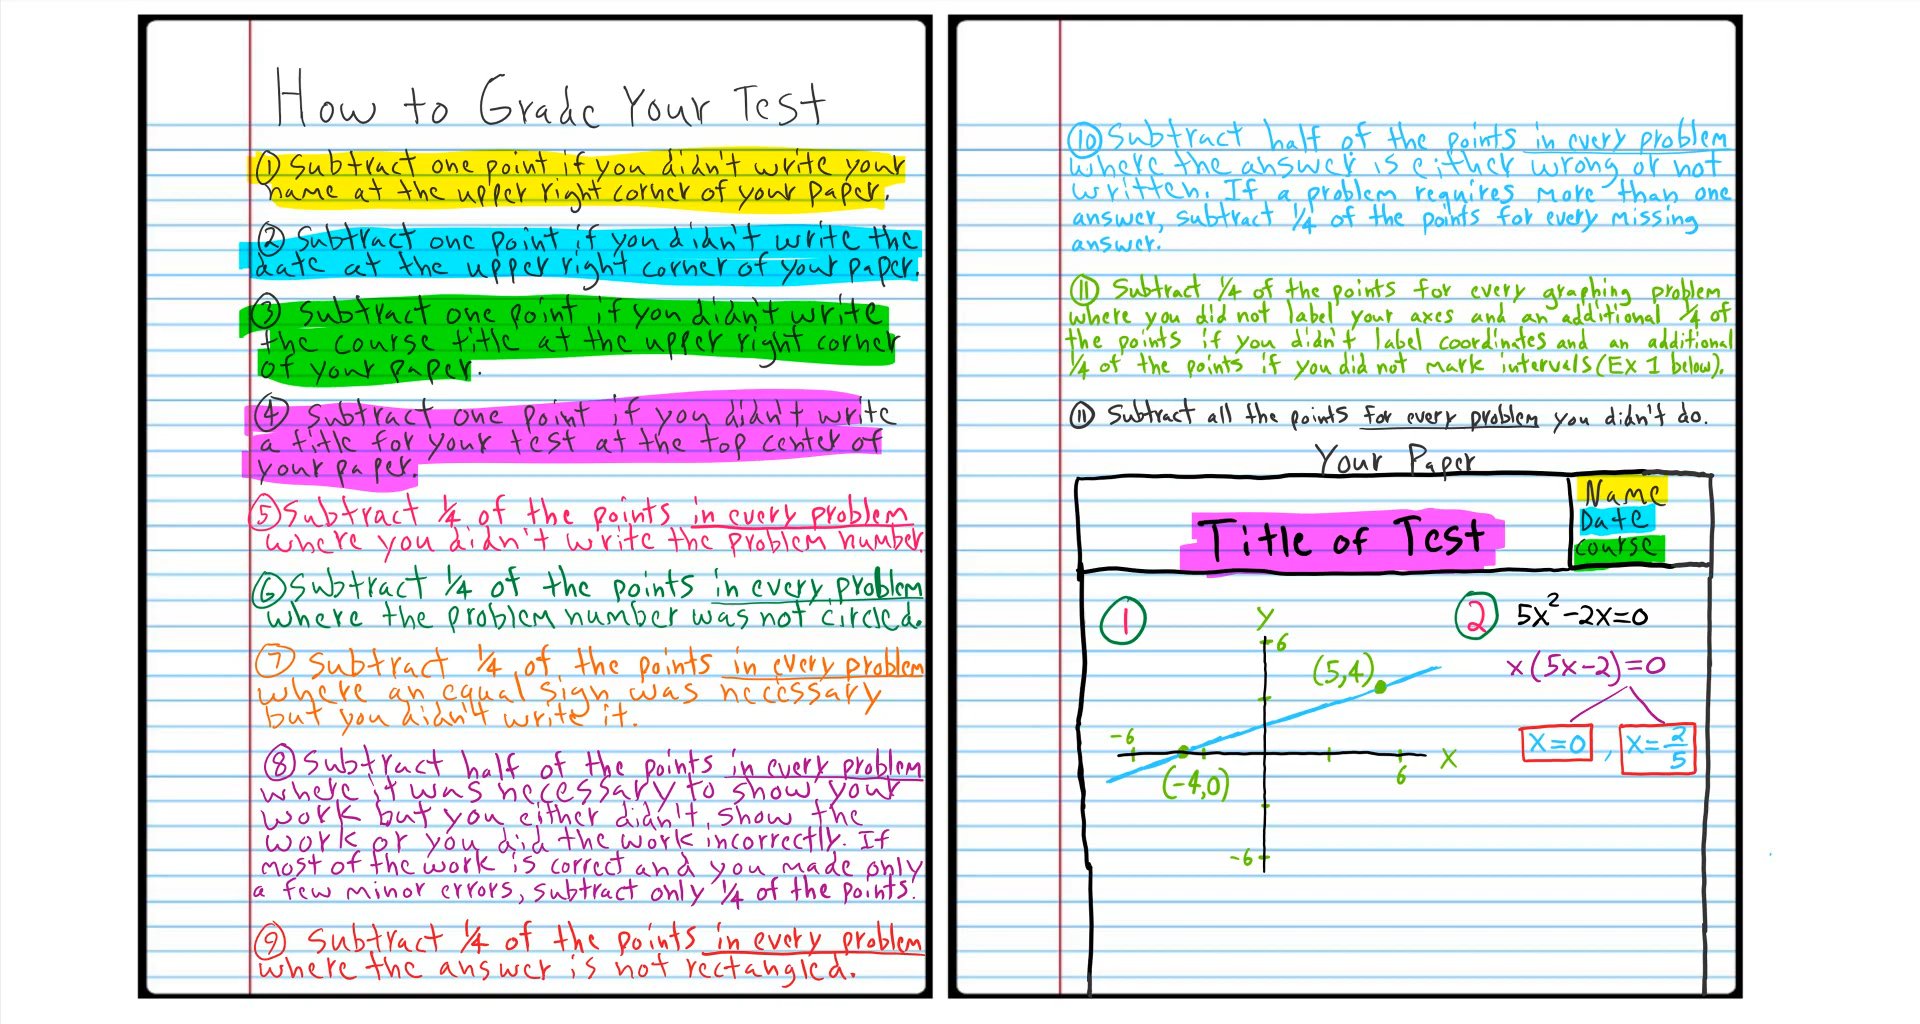 How to Grade Your Test
① Subtract one point if you didn't write your
name at the upper right corner of your paper.
② Subtract one point if you didn't write the
date at the upper right corner of your paper.
③ Subtract one point if you didn't write
the course title at the upper right corner
of your paper.
④ Subtract one point if you didn't write
a title for your test at the top center of
your paper.
⑤ Subtract 1/4 of the points in every problem
where you didn't write the problem number.
⑥ Subtract 1/4 of the points in every problem
where the problem number was not circled.
⑦ Subtract 1/4 of the points in every problem
where an equal sign was necessary
but you didn't write it.
⑧ Subtract half of the points in every problem
where it was necessary to show your
work but you either didn't show the
work or you did the work incorrectly. If
most of the work is correct and you made only
a few minor errors, subtract only 1/4 of the points.
⑨ Subtract 1/4 of the points in every problem
where the answer is not rectangled.
⑩ Subtract half of the points in every problem
where the answer is either wrong or not
written. If a problem requires more than one
answer, subtract 1/4 of the points for every missing
answer.
⑪ Subtract 1/4 of the points for every graphing problem
where you did not label your axes and an additional 1/4 of
the points if you didn't label coordinates and an additional
1/4 of the points if you did not mark intervals (Ex 1 below).
⑪ Subtract all the points for every problem you didn't do.
Your Paper
Title of Test
Name
Date
course
①
Y
6
(5,4)
-6
X
6
(-4,0)
-6
② 5x²-2x=0
x(5x-2)=0
x=0, x=2/5